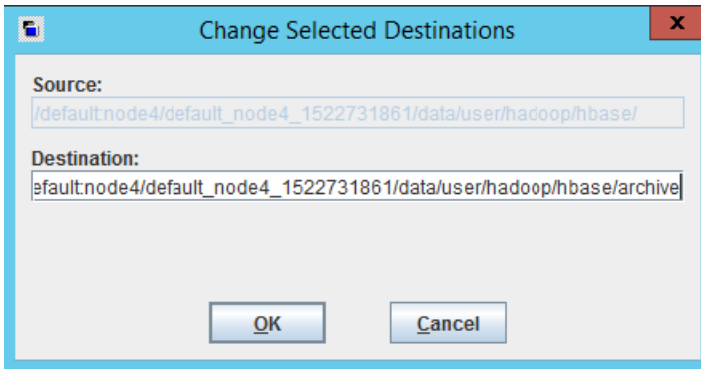 Change Selected Destinations
x
Source:
/default:node4/default_node4_1522731861/data/user/hadoop/hbase/
Destination:
efault:node4/default_node4_1522731861/data/user/hadoop/hbase/archive
OK
Cancel